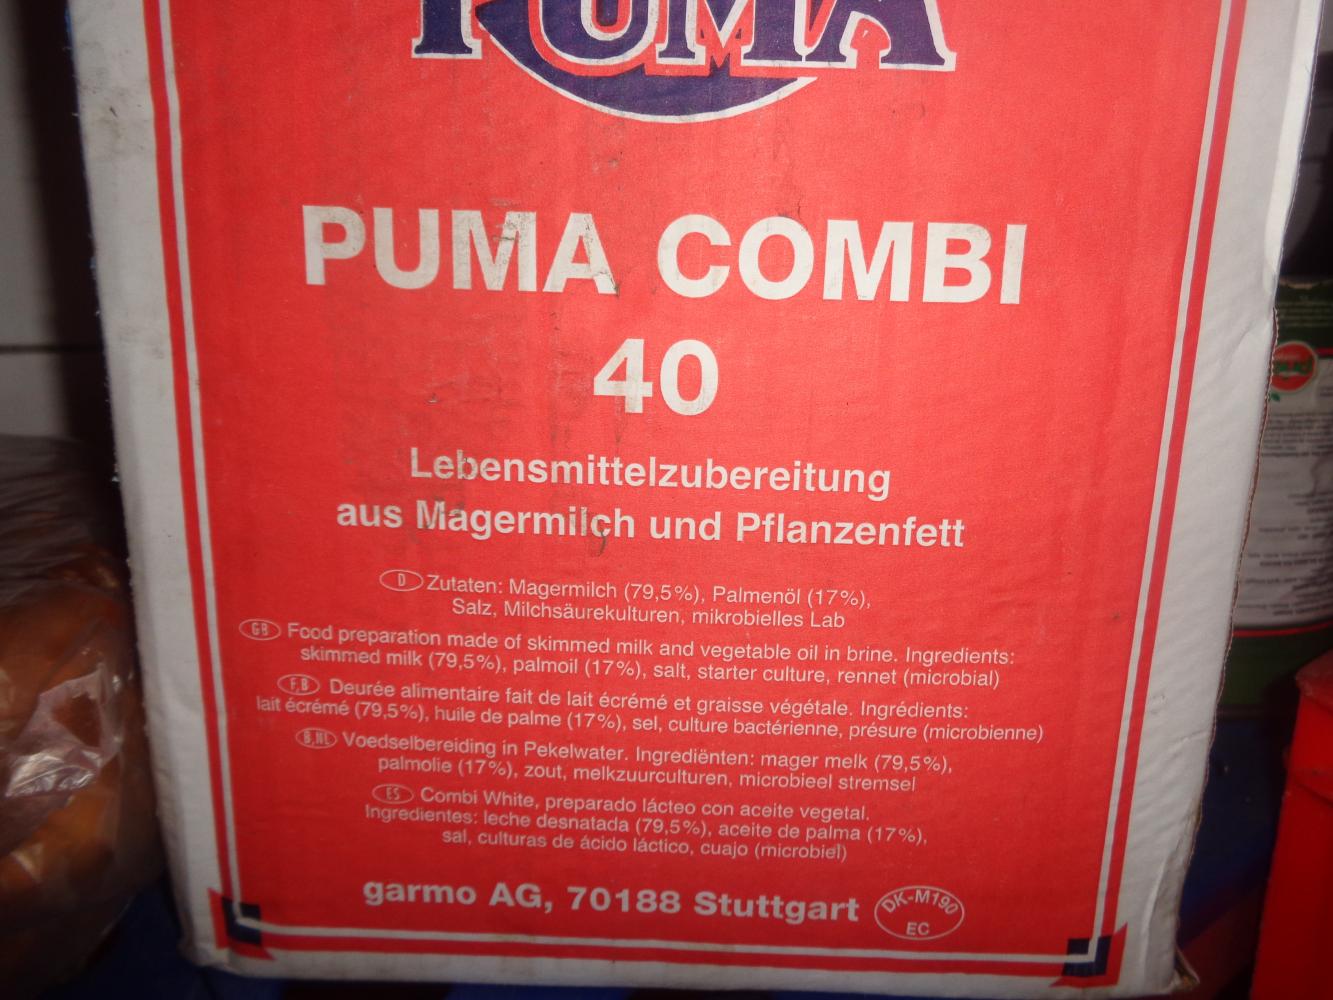 PUMA
PUMA COMBI
40
Lebensmittelzubereitung
aus Magermilch und Pflanzenfett
D Zutaten: Magermilch (79,5%), Palmenöl (17%),
Salz, Milchsäurekulturen, mikrobielles Lab
GB Food preparation made of skimmed milk and vegetable oil in brine. Ingredients:
skimmed milk (79,5%), palmoil (17%), salt, starter culture, rennet (microbial)
F,B Deurée alimentaire fait de lait écrémé et graisse végétale. Ingrédients:
lait écrémé (79,5%), huile de palme (17%), sel, culture bactérienne, présure (microbienne)
B,NL Voedselbereiding in Pekelwater. Ingrediënten: mager melk (79,5%),
palmolie (17%), zout, melkzuurculturen, microbieel stremsel
ES Combi White, preparado lácteo con aceite vegetal.
Ingredientes: leche desnatada (79,5%), aceite de palma (17%),
sal, culturas de ácido láctico, cuajo (microbiel)
garmo AG, 70188 Stuttgart
DK-M190
EC